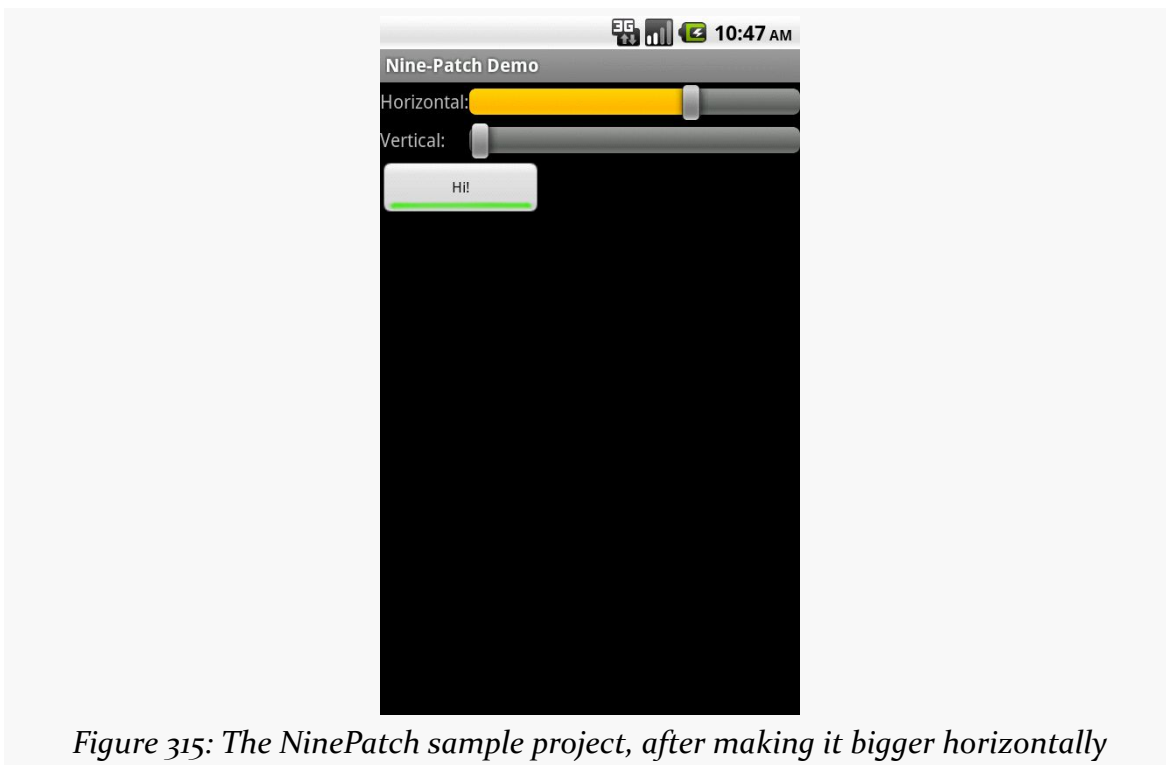 3G 10:47 AM
Nine-Patch Demo
Horizontal:
Vertical:
Hi!
Figure 315: The NinePatch sample project, after making it bigger horizontally